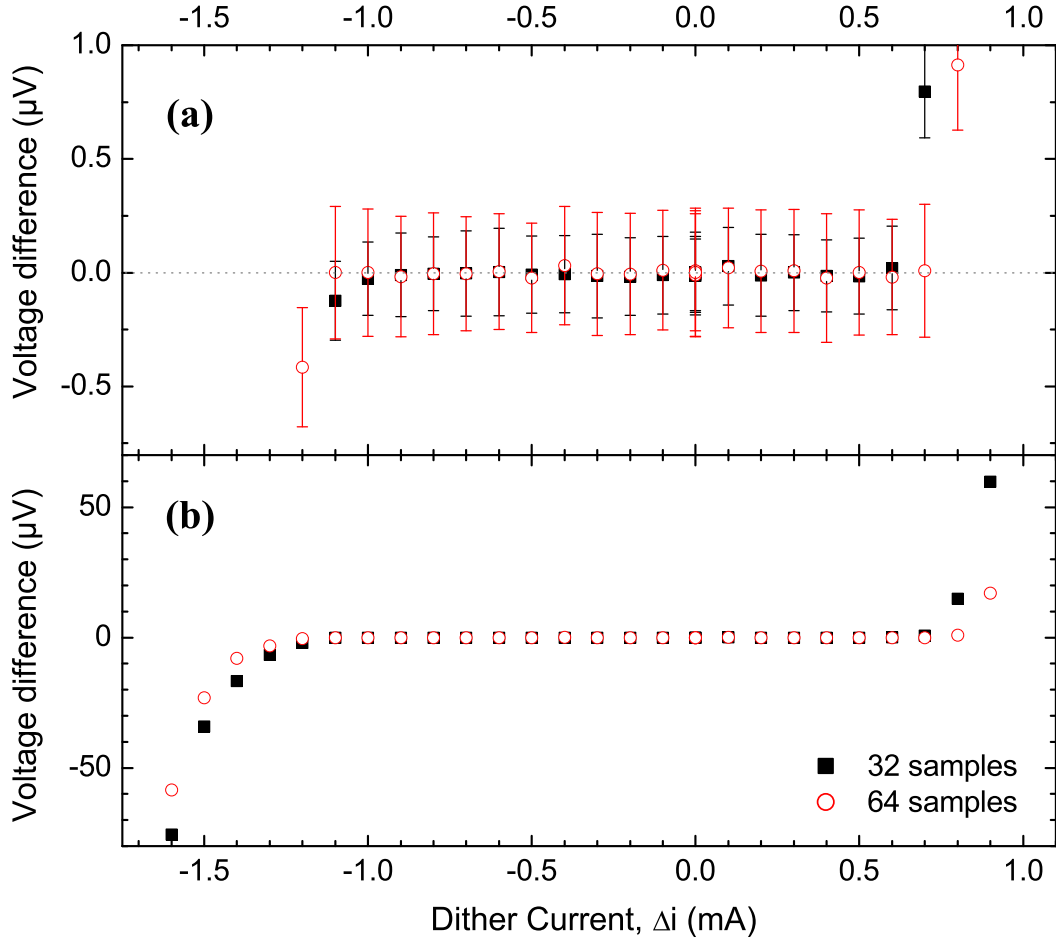 -1.5 -1.0 -0.5 0.0 0.5 1.0
Voltage difference (µV)
1.0
0.5
0.0
-0.5
(a)
Voltage difference (µV)
50
0
-50
(b)
32 samples
64 samples
-1.5 -1.0 -0.5 0.0 0.5 1.0
Dither Current, Δi (mA)